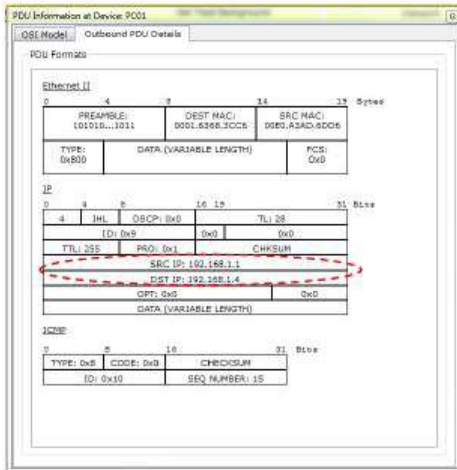 PDU Information at Device: PC01
OSI Model Outbound PDU Details
PDU Formats
Ethernet II
0 4 8 14 19 Bytes
PREAMBLE: 101010...1011 DEST MAC: 0001.6368.3CC6 SRC MAC: 00E0.A3AD.6DD6
TYPE: 0x800 DATA (VARIABLE LENGTH) FCS: 0x0
IP
0 4 8 16 19 31 Bits
4 IHL DSCP: 0x0 TL: 28
ID: 0x9 0x0 0x0
TTL: 255 PRO: 0x1 CHKSUM
SRC IP: 192.168.1.1
DST IP: 192.168.1.4
OPT: 0x0 0x0
DATA (VARIABLE LENGTH)
ICMP
0 8 16 31 Bits
TYPE: 0x8 CODE: 0x0 CHECKSUM
ID: 0x10 SEQ NUMBER: 15